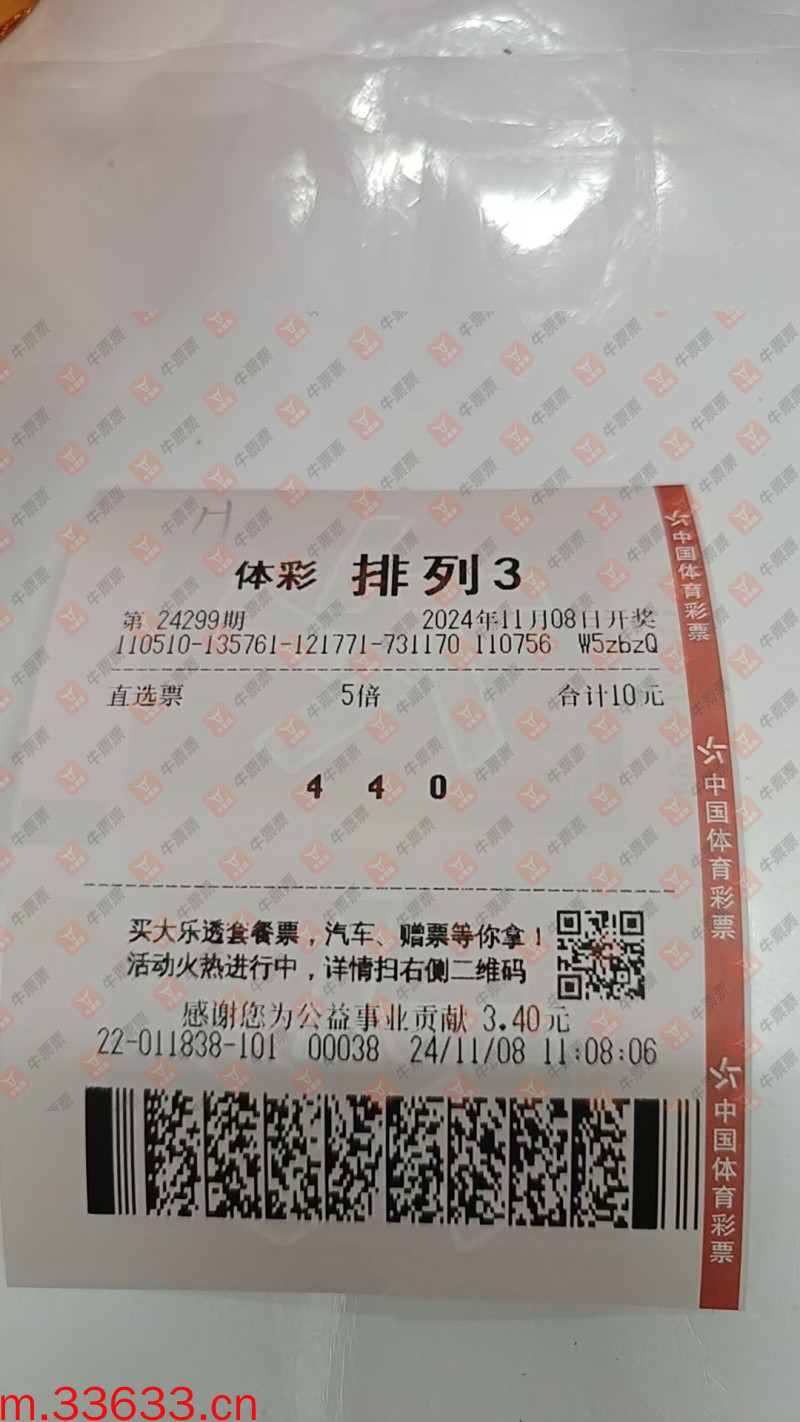 H
体彩 排列3
第 24299期 2024年11月08日开奖
110510-135761-121771-731170 110756 W5zbzQ
直选票 5倍 合计10元
4 4 0
买大乐透套餐票，汽车、赠票等你拿！
活动火热进行中，详情扫右侧二维码
感谢您为公益事业贡献 3.40元
22-011838-101 00038 24/11/08 11:08:06
中国体育彩票
中国体育彩票
中国体育彩票
牛票票
m.33633.cn